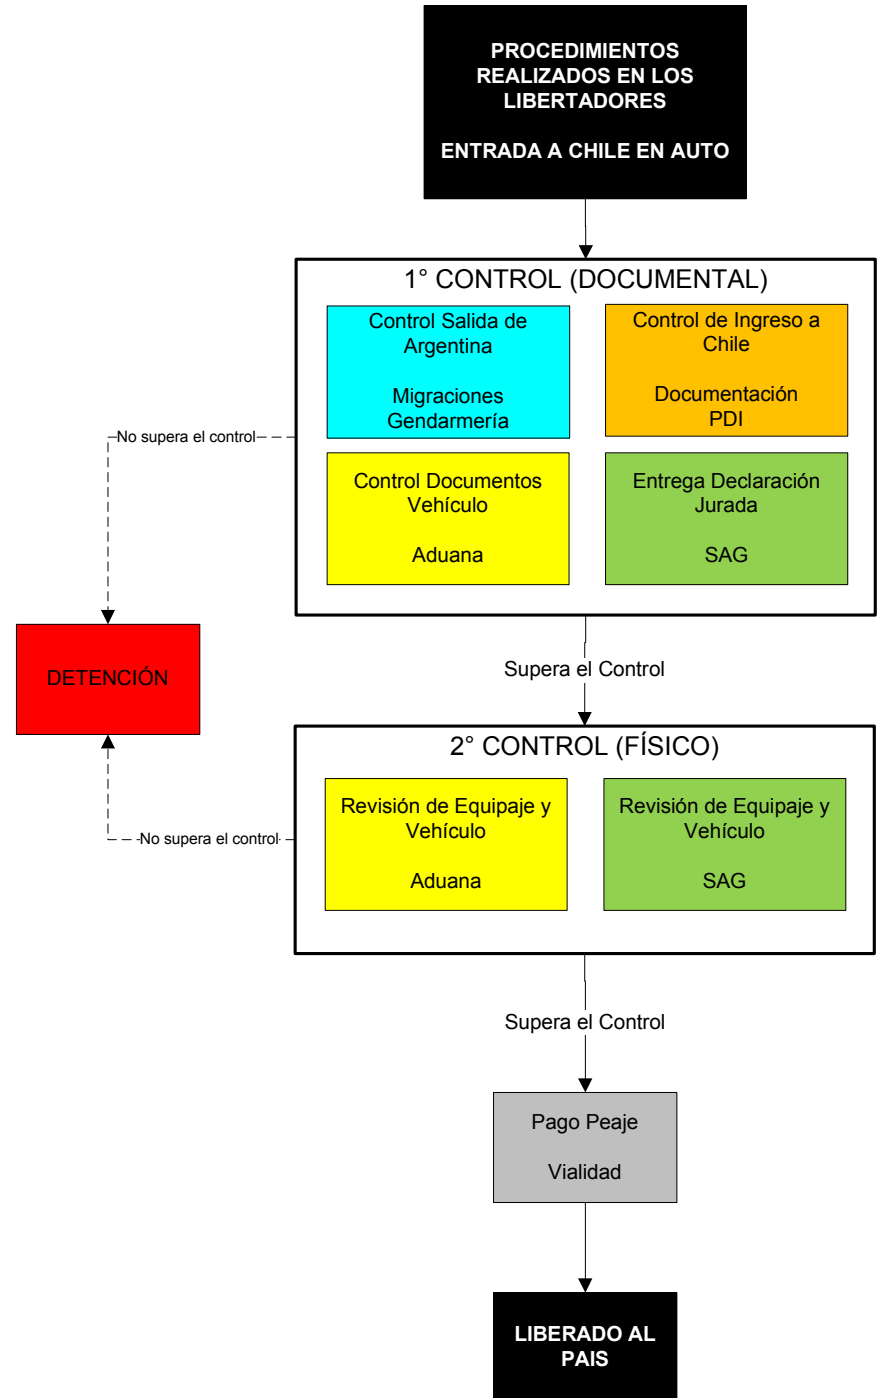 PROCEDIMIENTOS
REALIZADOS EN LOS
LIBERTADORES
ENTRADA A CHILE EN AUTO
1° CONTROL (DOCUMENTAL)
Control Salida de
Argentina
Migraciones
Gendarmería
Control de Ingreso a
Chile
Documentación
PDI
No supera el control
Control Documentos
Vehículo
Aduana
Entrega Declaración
Jurada
SAG
DETENCIÓN
Supera el Control
2° CONTROL (FÍSICO)
Revisión de Equipaje y
Vehículo
Aduana
Revisión de Equipaje y
Vehículo
SAG
No supera el control
Supera el Control
Pago Peaje
Vialidad
LIBERADO AL
PAIS